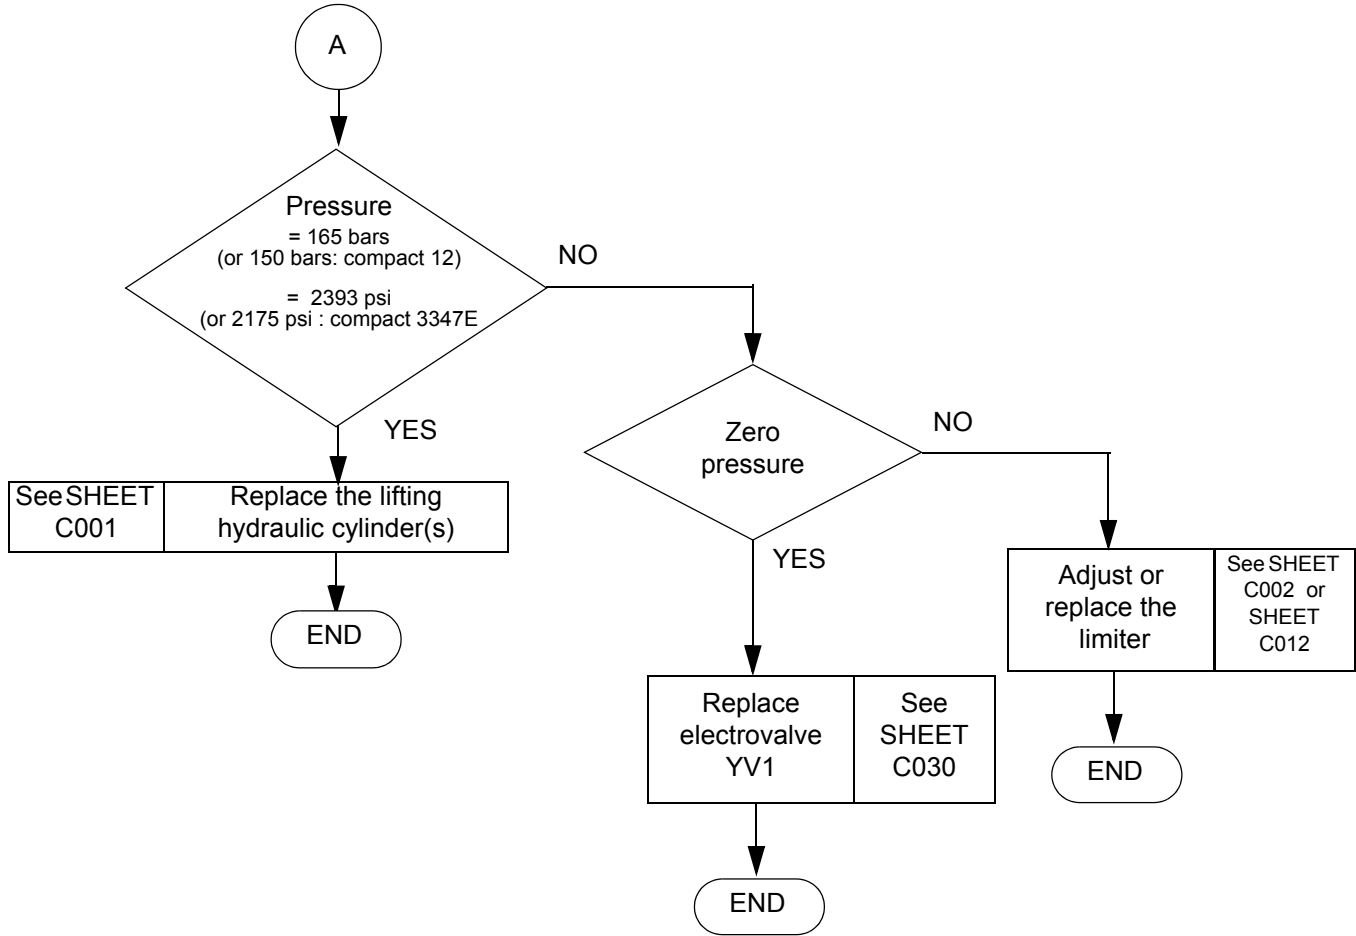 A
Pressure
= 165 bars
(or 150 bars: compact 12)
= 2393 psi
(or 2175 psi : compact 3347E
NO
YES
See SHEET
C001
Replace the lifting
hydraulic cylinder(s)
END
Zero
pressure
NO
YES
Adjust or
replace the
limiter
See SHEET
C002 or
SHEET
C012
END
Replace
electrovalve
YV1
See
SHEET
C030
END